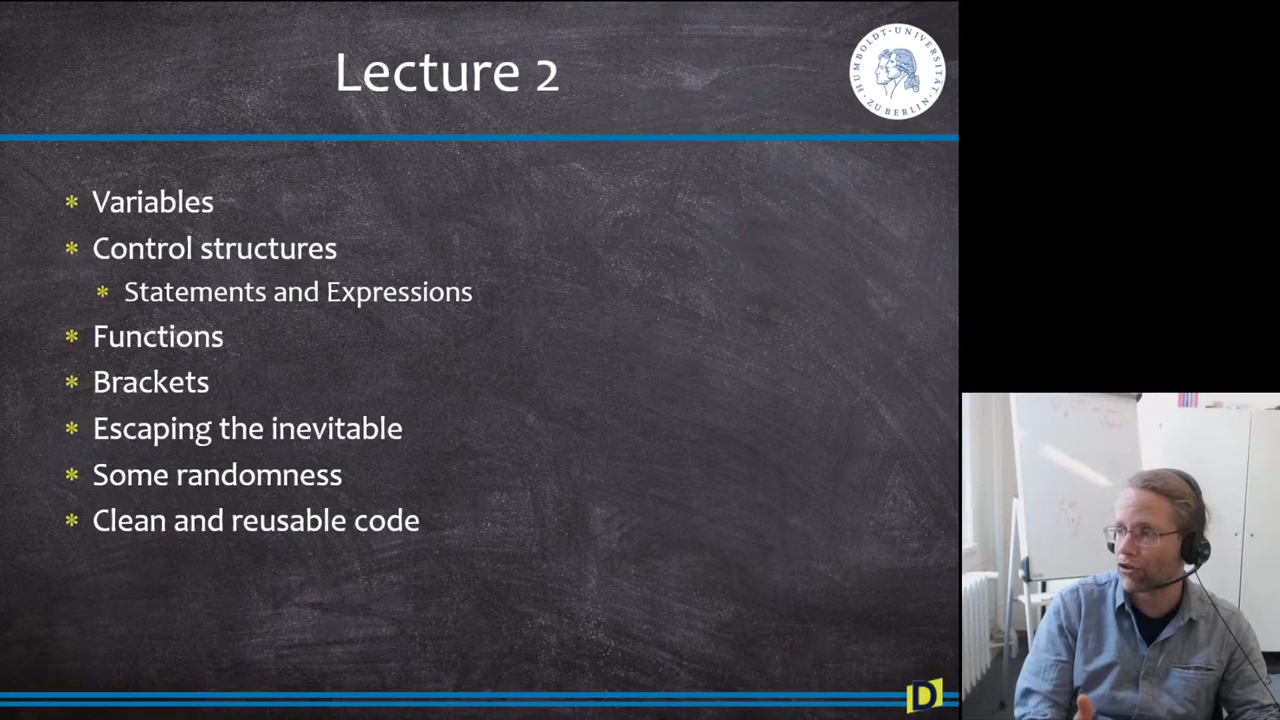 Lecture 2
HUMBOLDT-UNIVERSITÄT ZU BERLIN
* Variables
* Control structures
* Statements and Expressions
* Functions
* Brackets
* Escaping the inevitable
* Some randomness
* Clean and reusable code
D